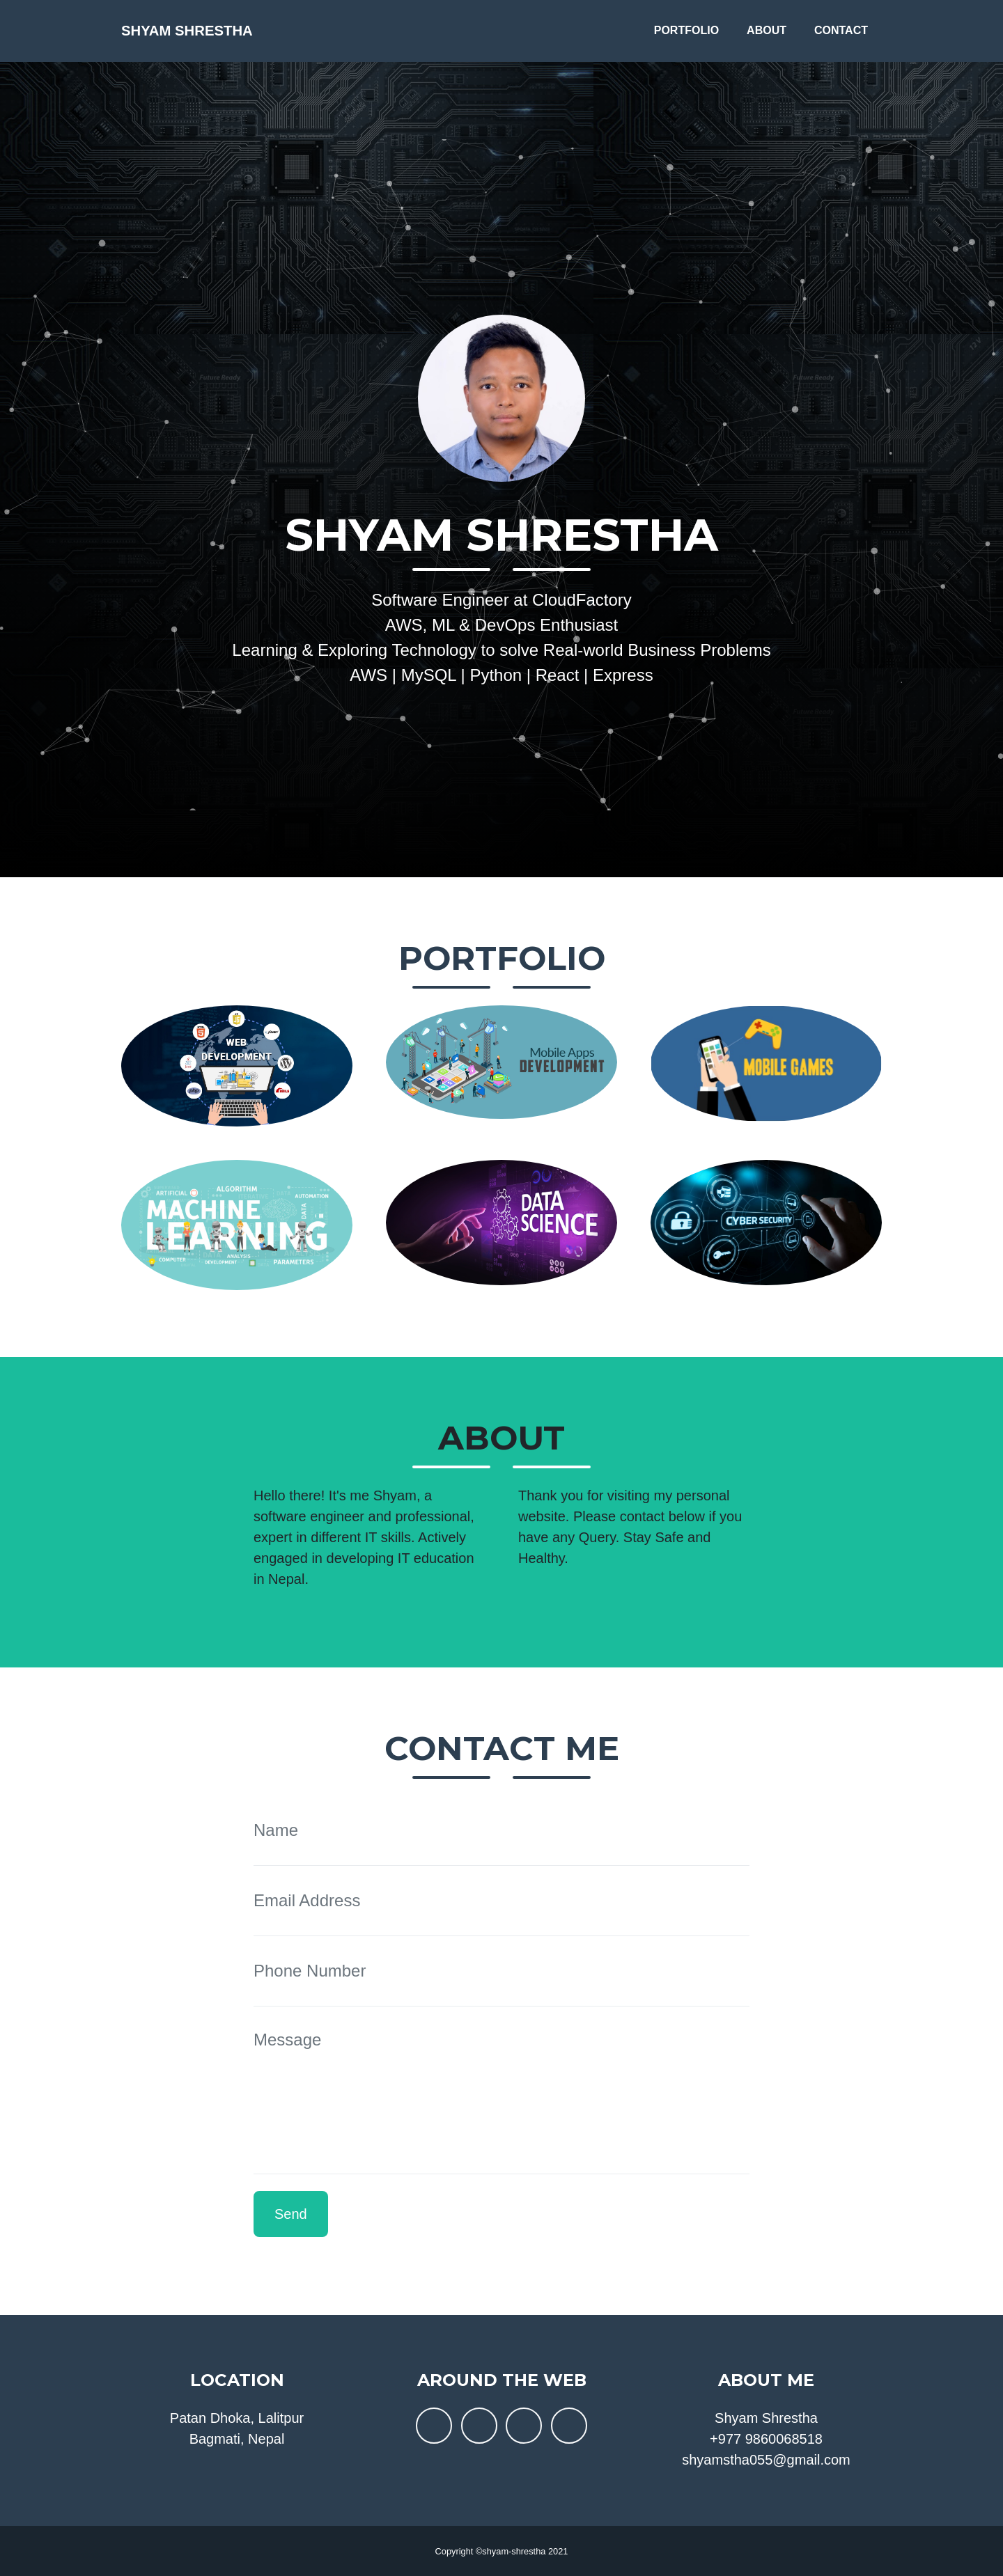 SHYAM SHRESTHA
PORTFOLIO
ABOUT
CONTACT
Future Ready
Future Ready
SHYAM SHRESTHA
Software Engineer at CloudFactory
AWS, ML & DevOps Enthusiast
Learning & Exploring Technology to solve Real-world Business Problems
AWS | MySQL | Python | React | Express
PORTFOLIO
WEB
DEVELOPMENT
Mobile Apps
DEVELOPMENT
MOBILE GAMES
ALGORITHM
ARTIFICIAL
AUTOMATION
MACHINE
DATA
LEARNING
COMPUTER
ANALYSIS
DEVELOPMENT
PARAMETERS
DATA
SCIENCE
CYBER SECURITY
ABOUT
Hello there! It's me Shyam, a
software engineer and professional,
expert in different IT skills. Actively
engaged in developing IT education
in Nepal.
Thank you for visiting my personal
website. Please contact below if you
have any Query. Stay Safe and
Healthy.
CONTACT ME
Name
Email Address
Phone Number
Message
Send
LOCATION
Patan Dhoka, Lalitpur
Bagmati, Nepal
AROUND THE WEB
ABOUT ME
Shyam Shrestha
+977 9860068518
shyamstha055@gmail.com
Copyright ©shyam-shrestha 2021